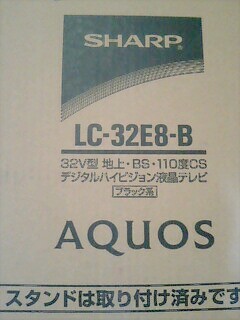 SHARP
LC-32E8-B
32V型 地上・BS・110度CS
デジタルハイビジョン液晶テレビ
ブラック系
AQUOS
スタンドは取り付け済みです